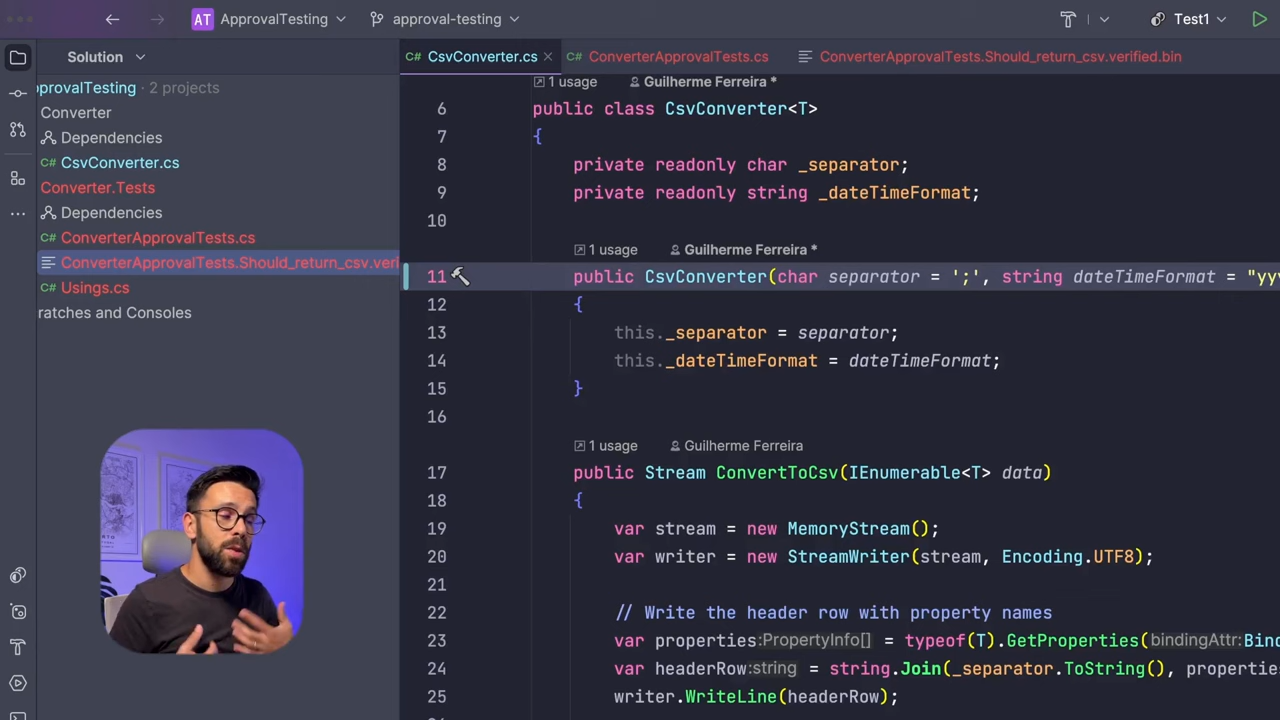 AT ApprovalTesting approval-testing Test1
Solution
CsvConverter.cs
C# ConverterApprovalTests.cs
ConverterApprovalTests.Should_return_csv.verified.bin
pprovalTesting · 2 projects
Converter
Dependencies
C# CsvConverter.cs
Converter.Tests
Dependencies
C# ConverterApprovalTests.cs
ConverterApprovalTests.Should_return_csv.veri
C# Usings.cs
ratches and Consoles
1 usage Guilherme Ferreira *
6 public class CsvConverter<T>
7 {
8 private readonly char _separator;
9 private readonly string _dateTimeFormat;
10
1 usage Guilherme Ferreira *
11 public CsvConverter(char separator = ';', string dateTimeFormat = "yyy
12 {
13 this._separator = separator;
14 this._dateTimeFormat = dateTimeFormat;
15 }
16
1 usage Guilherme Ferreira
17 public Stream ConvertToCsv(IEnumerable<T> data)
18 {
19 var stream = new MemoryStream();
20 var writer = new StreamWriter(stream, Encoding.UTF8);
21
22 // Write the header row with property names
23 var properties:PropertyInfo[] = typeof(T).GetProperties(bindingAttr:Bin
24 var headerRow:string = string.Join(_separator.ToString(), propertie
25 writer.WriteLine(headerRow);